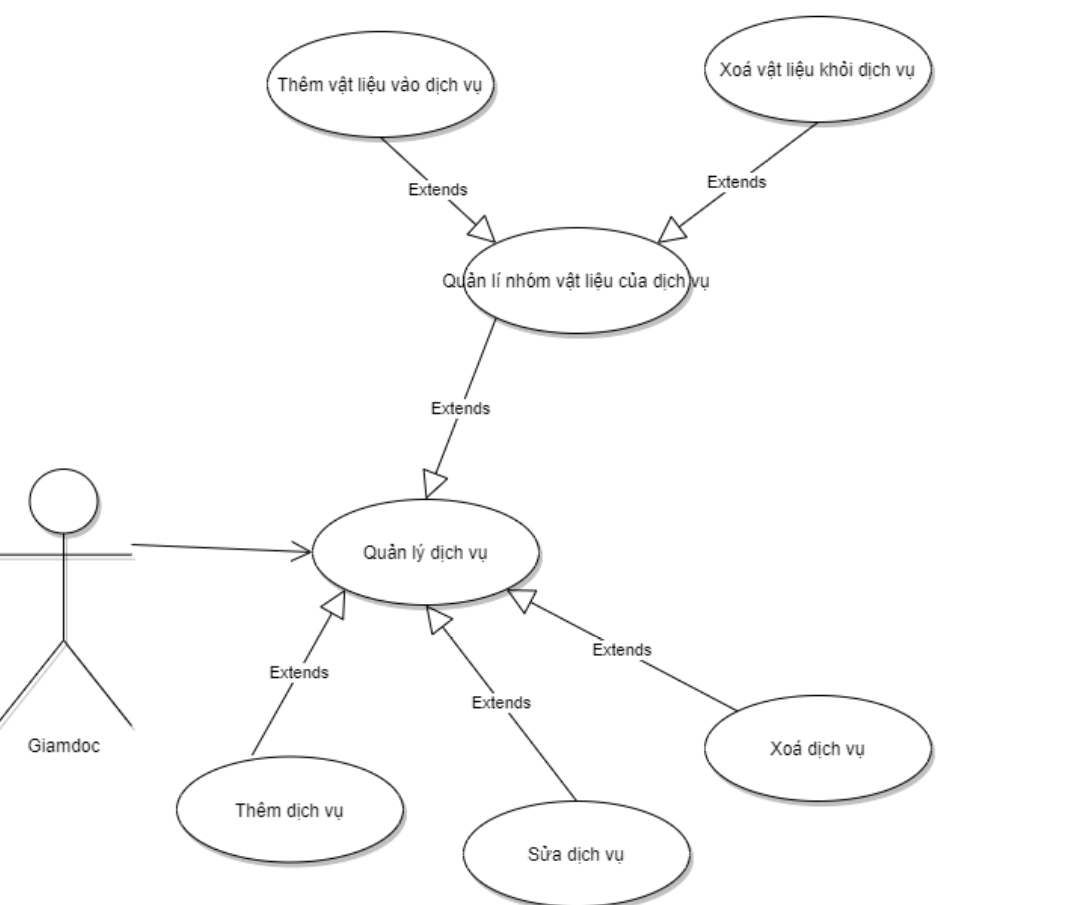 Thêm vật liệu vào dịch vụ
Xoá vật liệu khỏi dịch vụ
Extends
Extends
Quản lí nhóm vật liệu của dịch vụ
Extends
Quản lý dịch vụ
Extends
Extends
Extends
Giamdoc
Xoá dịch vụ
Thêm dịch vụ
Sửa dịch vụ